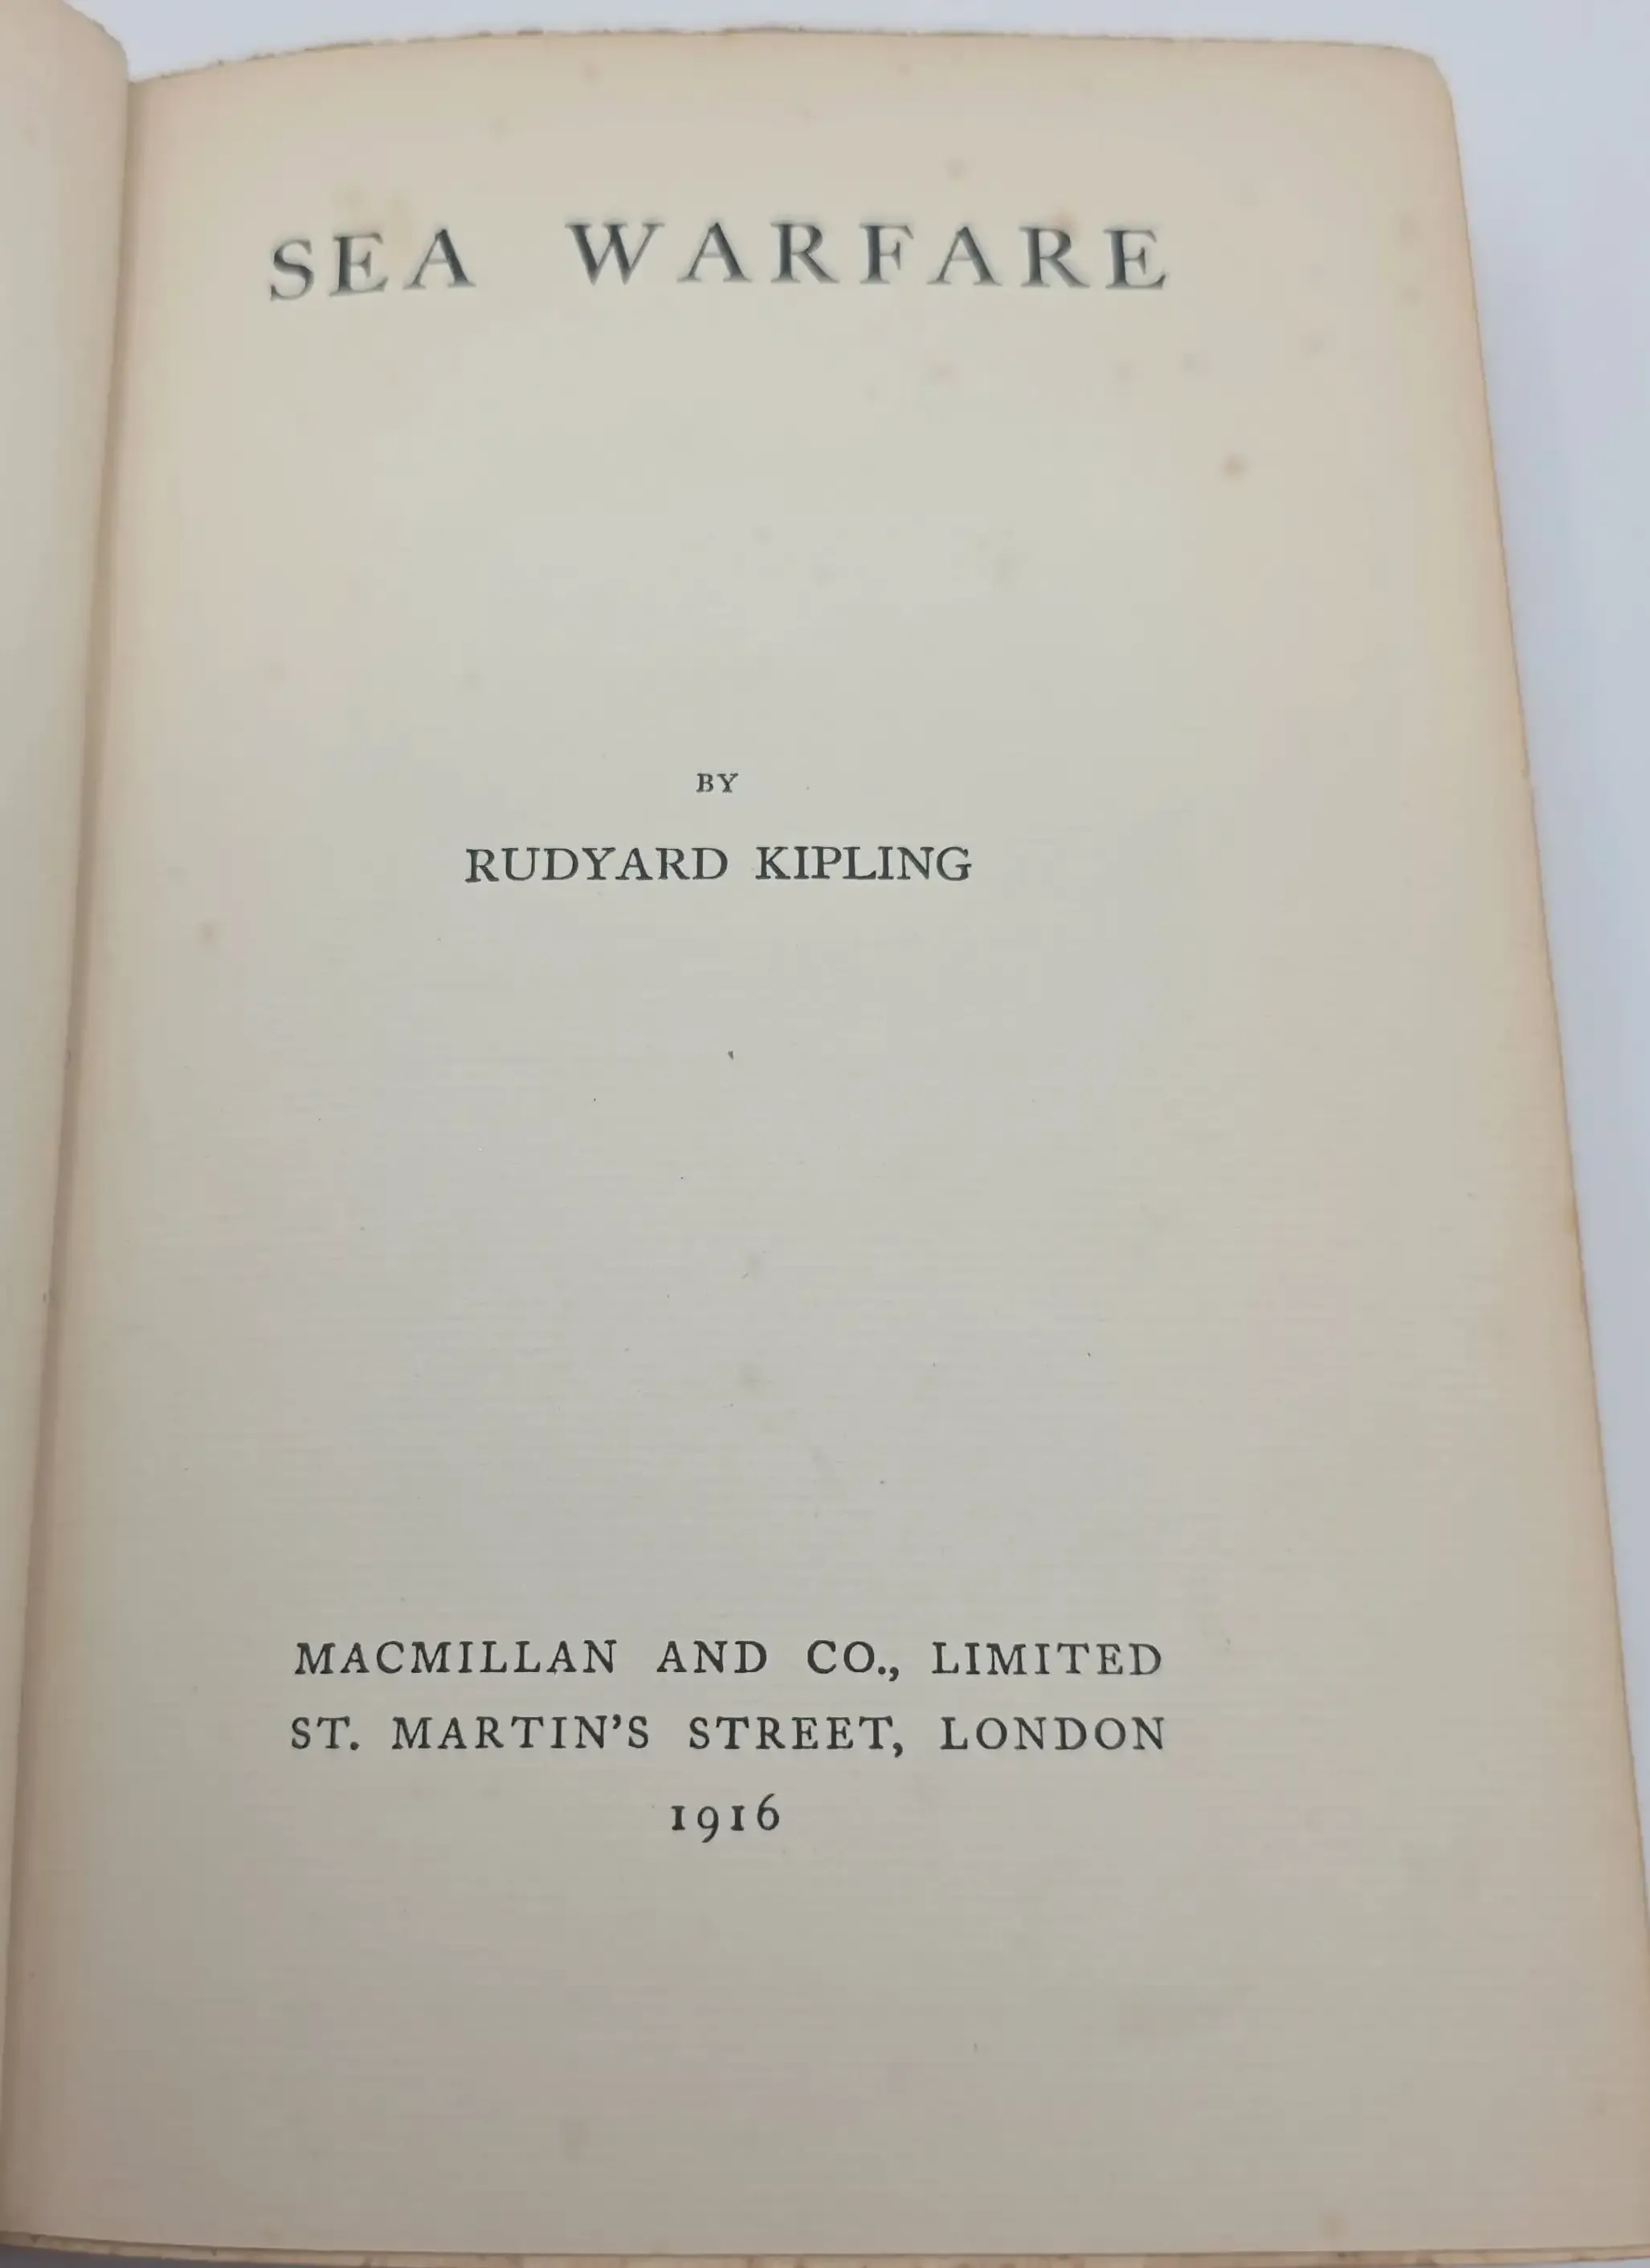 SEA WARFARE
BY
RUDYARD KIPLING
MACMILLAN AND CO., LIMITED
ST. MARTIN'S STREET, LONDON
1916